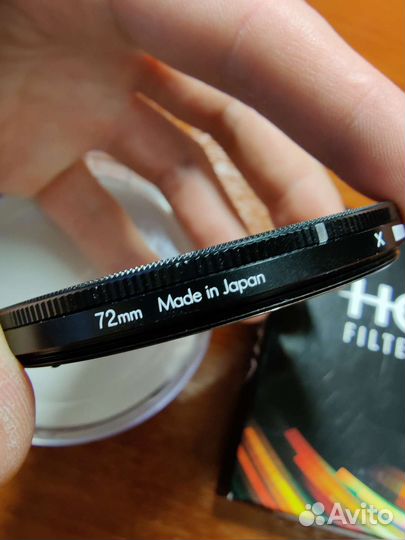 X
72mm Made in Japan
HO
FILTE
Avito